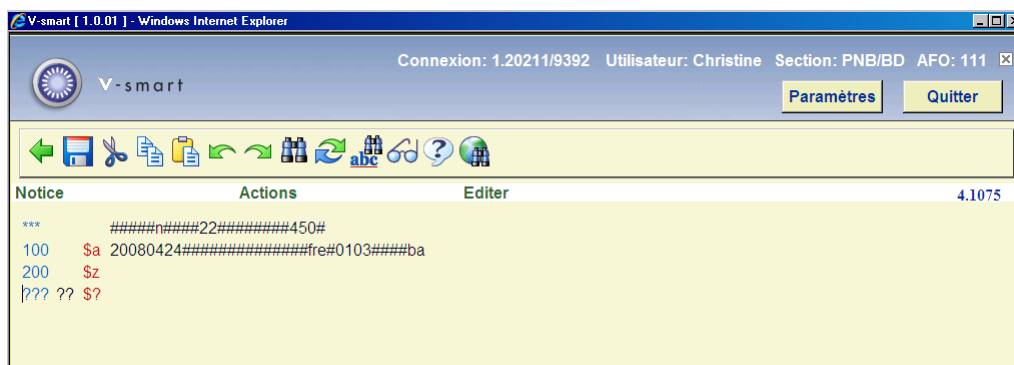 V-smart [ 1.0.01 ] - Windows Internet Explorer
Connexion: 1.20211/9392 Utilisateur: Christine Section: PNB/BD AFO: 111
V-smart
Paramètres Quitter
abc
Notice Actions Editer 4.1075
*** #####n####22########450#
100 $a 20080424##############fre#0103####ba
200 $z
??? ?? $?